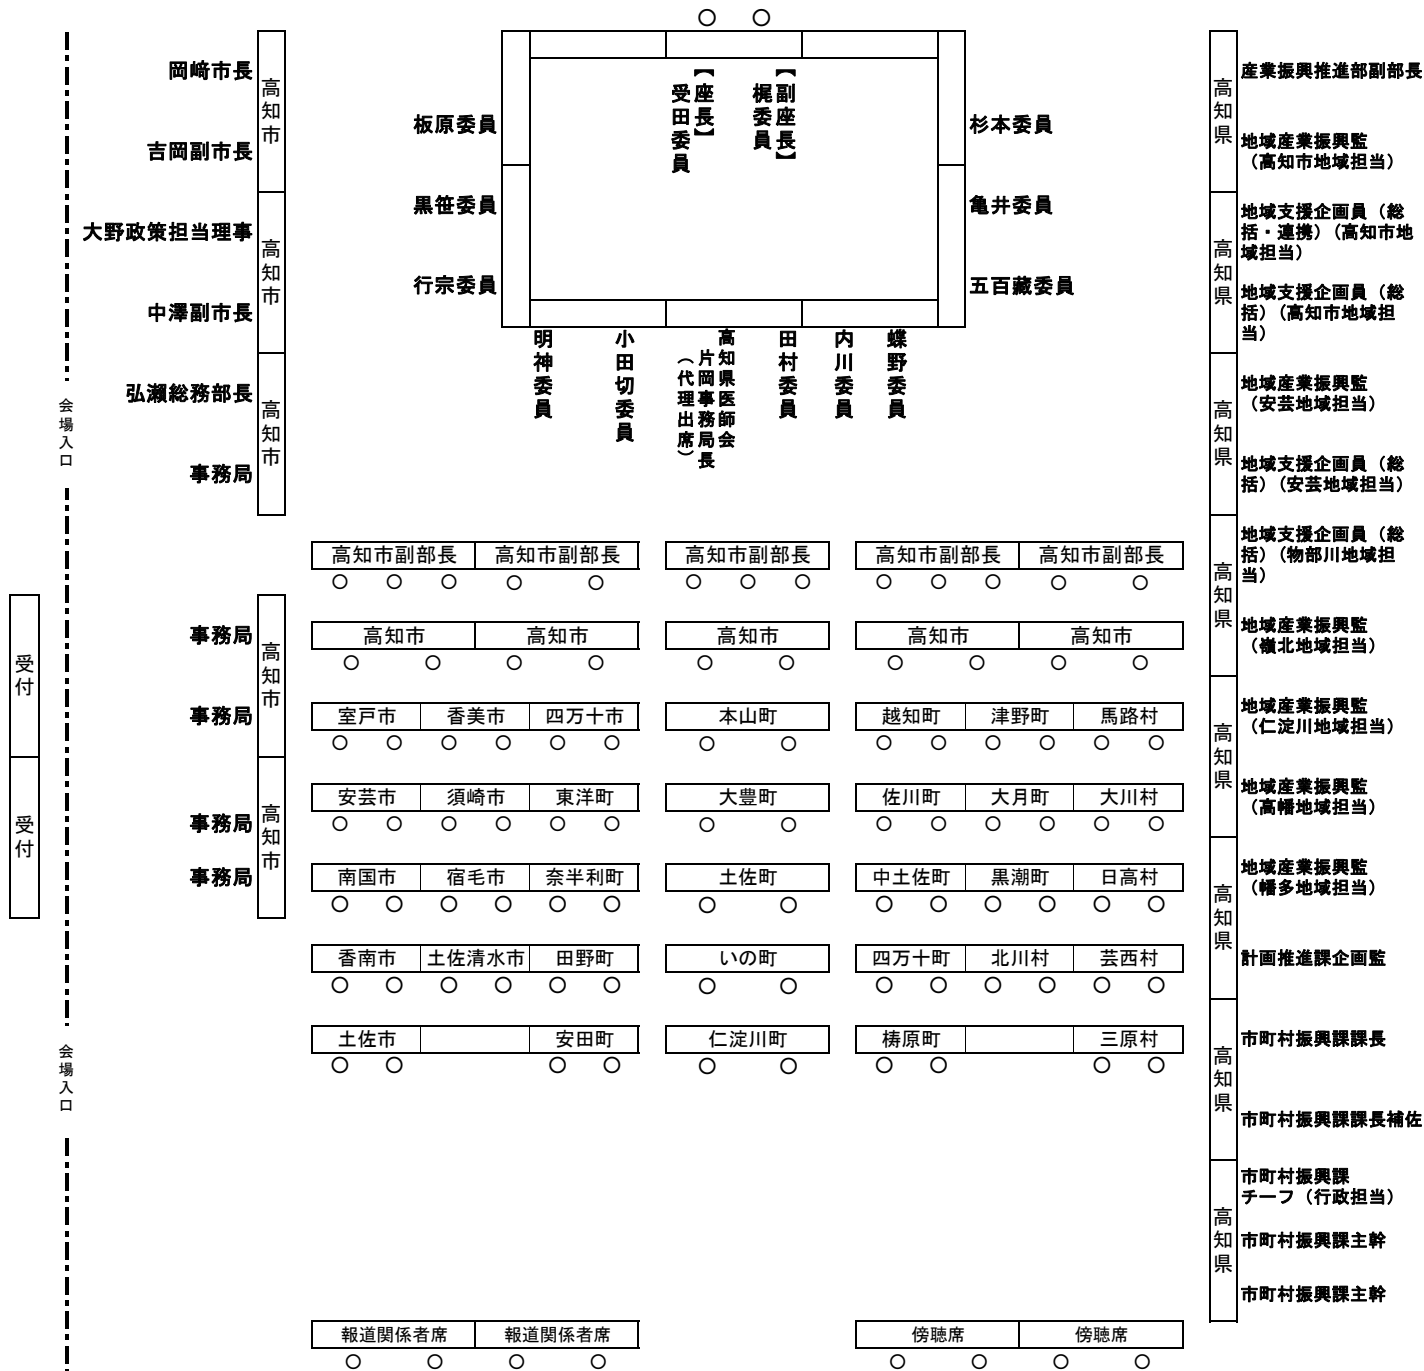 岡﨑市長
吉岡副市長
大野政策担当理事
中澤副市長
弘瀬総務部長
事務局
高知市
高知市
高知市
会場入口
板原委員
黒笹委員
行宗委員
【座長】
受田委員
【副座長】
梶委員
杉本委員
亀井委員
五百藏委員
明神委員
小田切委員
高知県医師会
片岡事務局長
（代理出席）
田村委員
内川委員
蝶野委員
高知県
産業振興推進部副部長
地域産業振興監
（高知市地域担当）
高知県
地域支援企画員（総
括・連携）（高知市地
域担当）
地域支援企画員（総
括）（高知市地域担
当）
高知県
地域産業振興監
（安芸地域担当）
地域支援企画員（総
括）（安芸地域担当）
高知県
地域支援企画員（総
括）（物部川地域担
当）
地域産業振興監
（嶺北地域担当）
高知県
地域産業振興監
（仁淀川地域担当）
地域産業振興監
（高幡地域担当）
高知県
地域産業振興監
（幡多地域担当）
計画推進課企画監
高知県
市町村振興課課長
市町村振興課課長補佐
高知県
市町村振興課
チーフ（行政担当）
市町村振興課主幹
市町村振興課主幹
受付
受付
事務局
事務局
事務局
事務局
高知市
高知市
会場入口
高知市副部長 高知市副部長 高知市副部長 高知市副部長 高知市副部長
高知市 高知市 高知市 高知市 高知市
室戸市 香美市 四万十市 本山町 越知町 津野町 馬路村
安芸市 須崎市 東洋町 大豊町 佐川町 大月町 大川村
南国市 宿毛市 奈半利町 土佐町 中土佐町 黒潮町 日高村
香南市 土佐清水市 田野町 いの町 四万十町 北川村 芸西村
土佐市 安田町 仁淀川町 梼原町 三原村
報道関係者席 報道関係者席 傍聴席 傍聴席